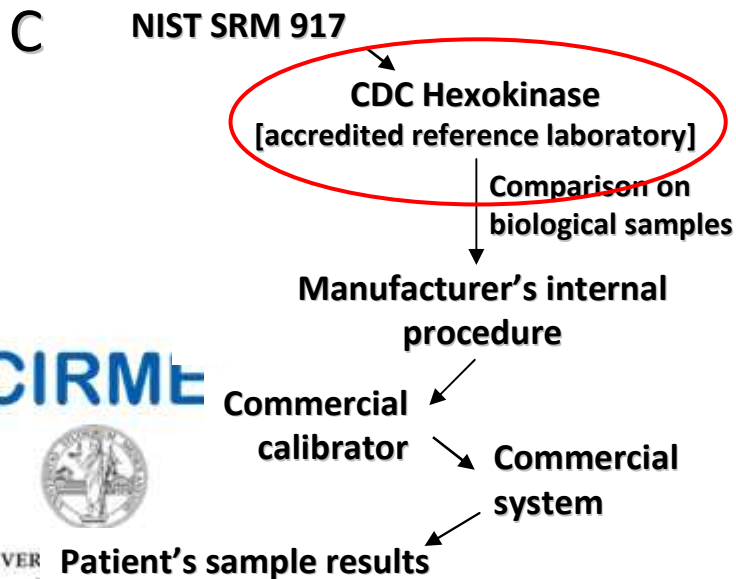 C
NIST SRM 917
CDC Hexokinase
[accredited reference laboratory]
Comparison on
biological samples
Manufacturer’s internal
procedure
CIRME
Commercial
calibrator
Commercial
system
VER
Patient’s sample results